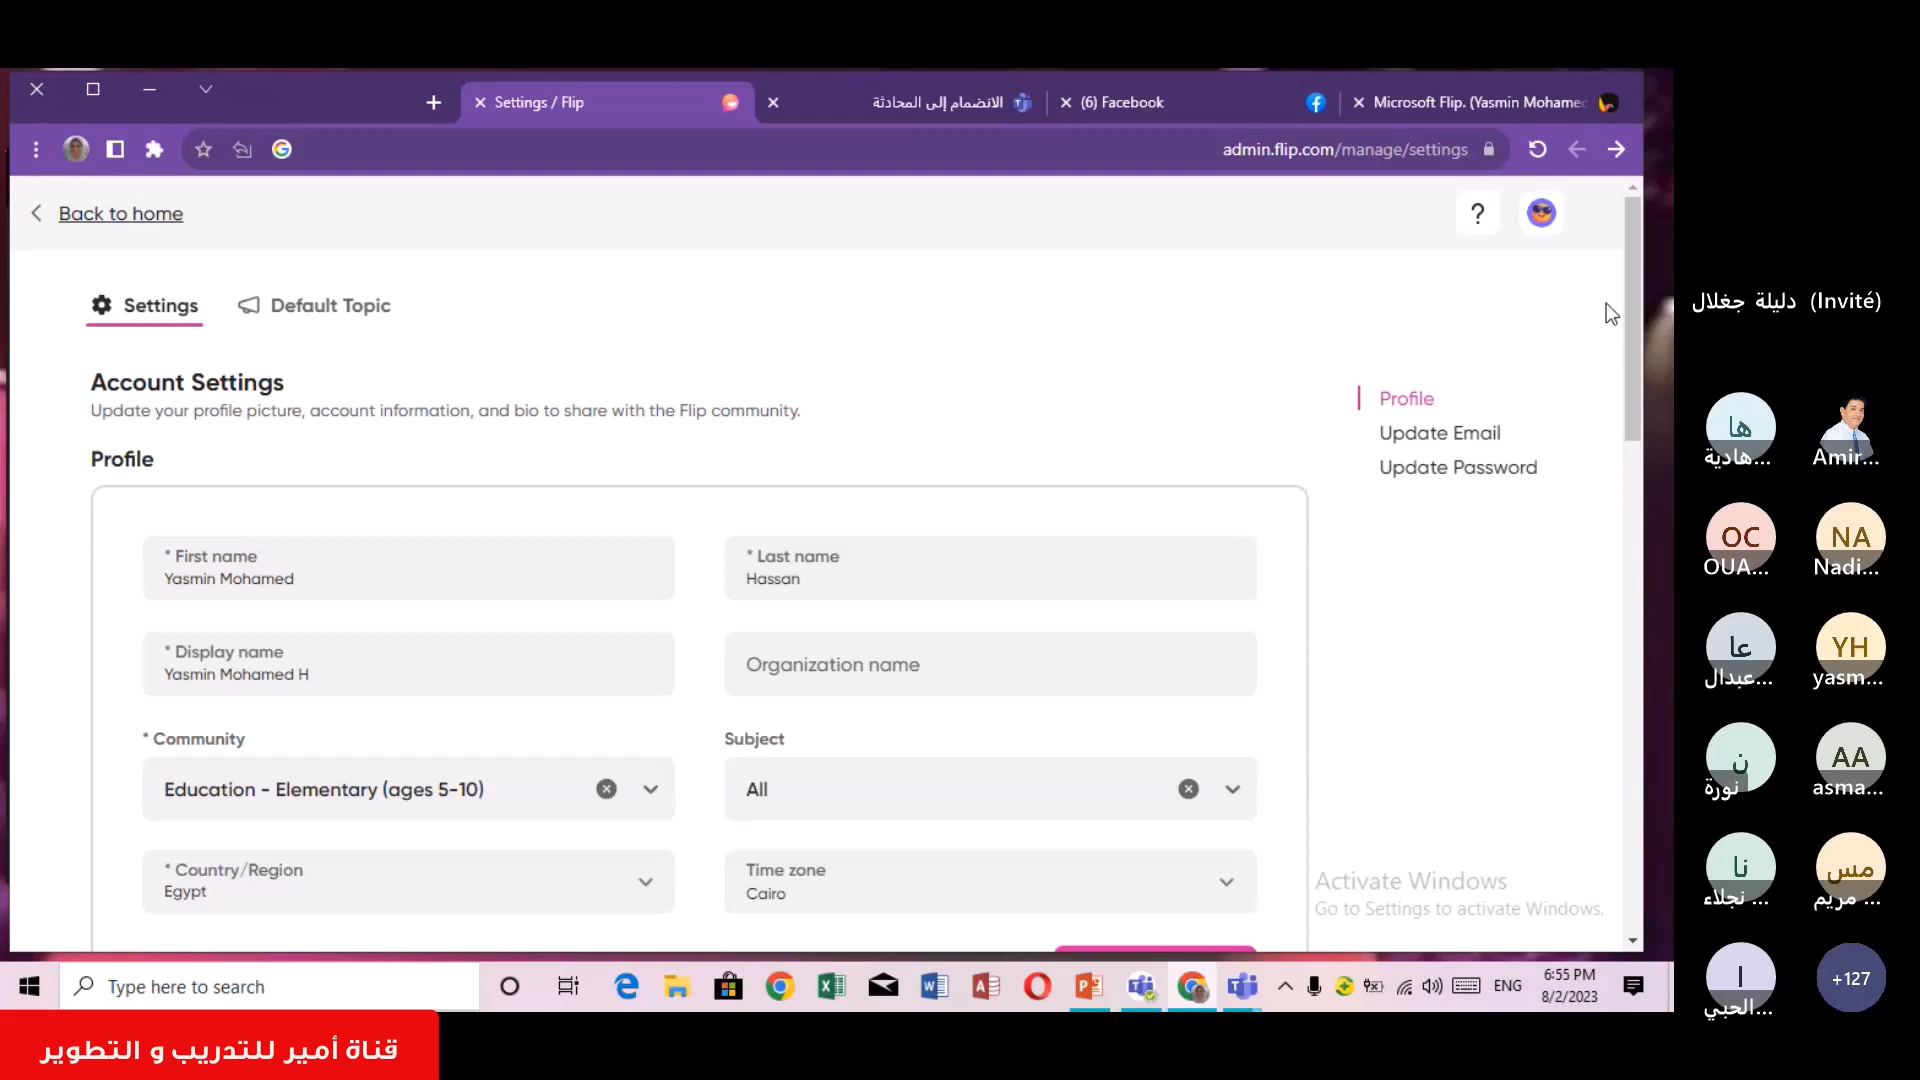 Settings / Flip
الانضمام إلى المحادثة
(6) Facebook
Microsoft Flip. (Yasmin Mohamed
admin.flip.com/manage/settings
Back to home
?
Settings
Default Topic
Account Settings
Update your profile picture, account information, and bio to share with the Flip community.
Profile
Profile
Update Email
Update Password
* First name
Yasmin Mohamed
* Last name
Hassan
* Display name
Yasmin Mohamed H
Organization name
* Community
Education - Elementary (ages 5-10)
Subject
All
* Country/Region
Egypt
Time zone
Cairo
Activate Windows
Go to Settings to activate Windows.
دليلة جغلال (Invité)
ها
هادية...
Amir...
OC
OUA...
NA
Nadi...
عا
عبدال...
YH
yasm...
ن
نورة
AA
asma...
نا
نجلاء ...
مس
مريم ...
ا
الحبي...
+127
Type here to search
ENG
6:55 PM
8/2/2023
قناة أمير للتدريب و التطوير